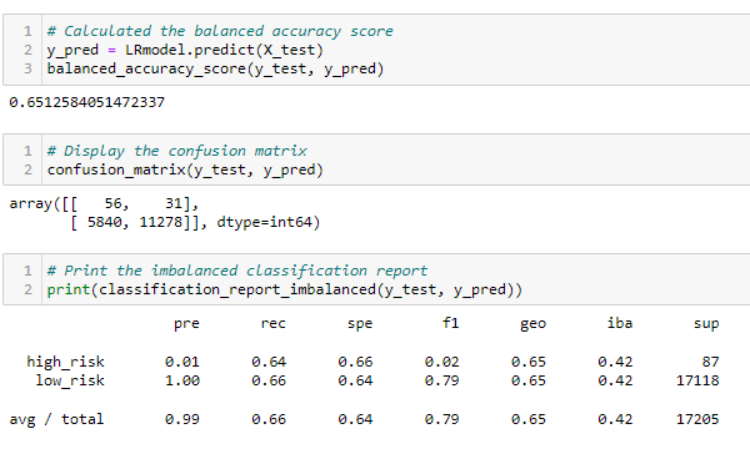 1 # Calculated the balanced accuracy score
2 y_pred = LRmodel.predict(X_test)
3 balanced_accuracy_score(y_test, y_pred)
0.6512584051472337
1 # Display the confusion matrix
2 confusion_matrix(y_test, y_pred)
array([[   56,    31],
       [ 5840, 11278]], dtype=int64)
1 # Print the imbalanced classification report
2 print(classification_report_imbalanced(y_test, y_pred))
pre rec spe f1 geo iba sup
high_risk 0.01 0.64 0.66 0.02 0.65 0.42 87
low_risk 1.00 0.66 0.64 0.79 0.65 0.42 17118
avg / total 0.99 0.66 0.64 0.79 0.65 0.42 17205